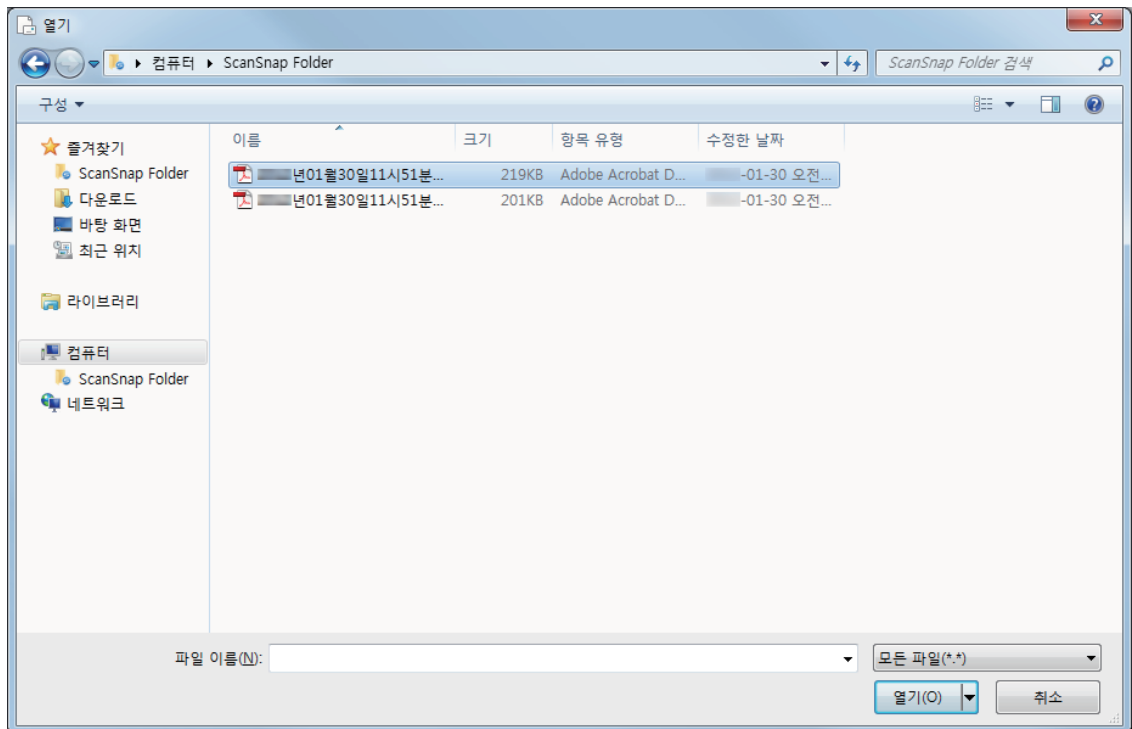 열기
컴퓨터 ScanSnap Folder
ScanSnap Folder 검색
구성
이름 크기 항목 유형 수정한 날짜
즐겨찾기
ScanSnap Folder
다운로드
바탕 화면
최근 위치
라이브러리
컴퓨터
ScanSnap Folder
네트워크
년01월30일11시51분... 219KB Adobe Acrobat D... -01-30 오전...
년01월30일11시51분... 201KB Adobe Acrobat D... -01-30 오전...
파일 이름(N):
모든 파일(*.*)
열기(O)
취소